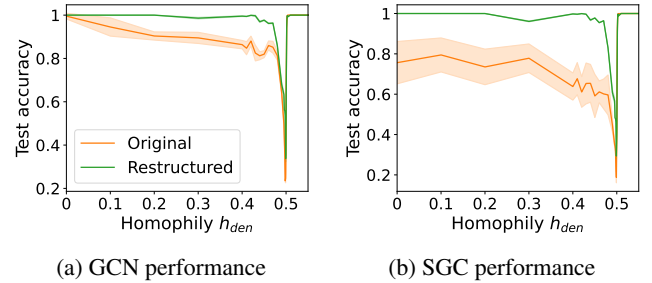 Test accuracy
1.0
0.8
0.6
0.4
0.2
Original
Restructured
0 0.1 0.2 0.3 0.4 0.5
Homophily h_den
(a) GCN performance
Test accuracy
1.0
0.8
0.6
0.4
0.2
0 0.1 0.2 0.3 0.4 0.5
Homophily h_den
(b) SGC performance